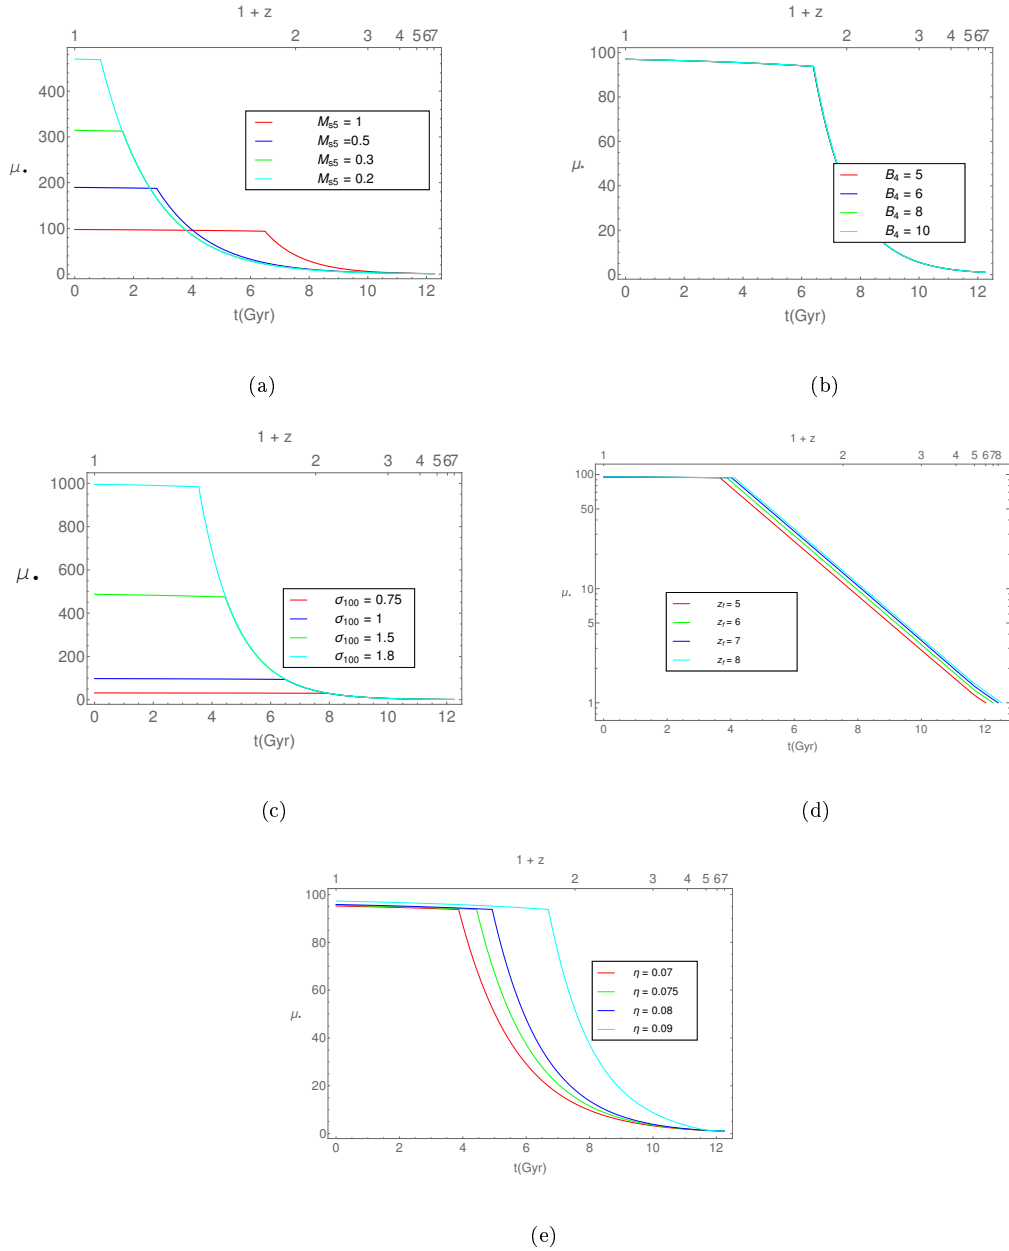 1 + z
1 2 3 4 5 6 7
μ•
400
300
200
100
0
M_s5 = 1
M_s5 =0.5
M_s5 = 0.3
M_s5 = 0.2
0 2 4 6 8 10 12
t(Gyr)
(a)
1 + z
1 2 3 4 5 6 7
μ•
100
80
60
40
20
0
B_4 = 5
B_4 = 6
B_4 = 8
B_4 = 10
0 2 4 6 8 10 12
t(Gyr)
(b)
1 + z
1 2 3 4 5 6 7
μ•
1000
800
600
400
200
0
σ_100 = 0.75
σ_100 = 1
σ_100 = 1.5
σ_100 = 1.8
0 2 4 6 8 10 12
t(Gyr)
(c)
1 + z
1 2 3 4 5 6 7 8
μ•
100
50
10
5
1
z_f = 5
z_f = 6
z_f = 7
z_f = 8
0 2 4 6 8 10 12
t(Gyr)
(d)
1 + z
1 2 3 4 5 6 7
μ•
100
80
60
40
20
0
η = 0.07
η = 0.075
η = 0.08
η = 0.09
0 2 4 6 8 10 12
t(Gyr)
(e)